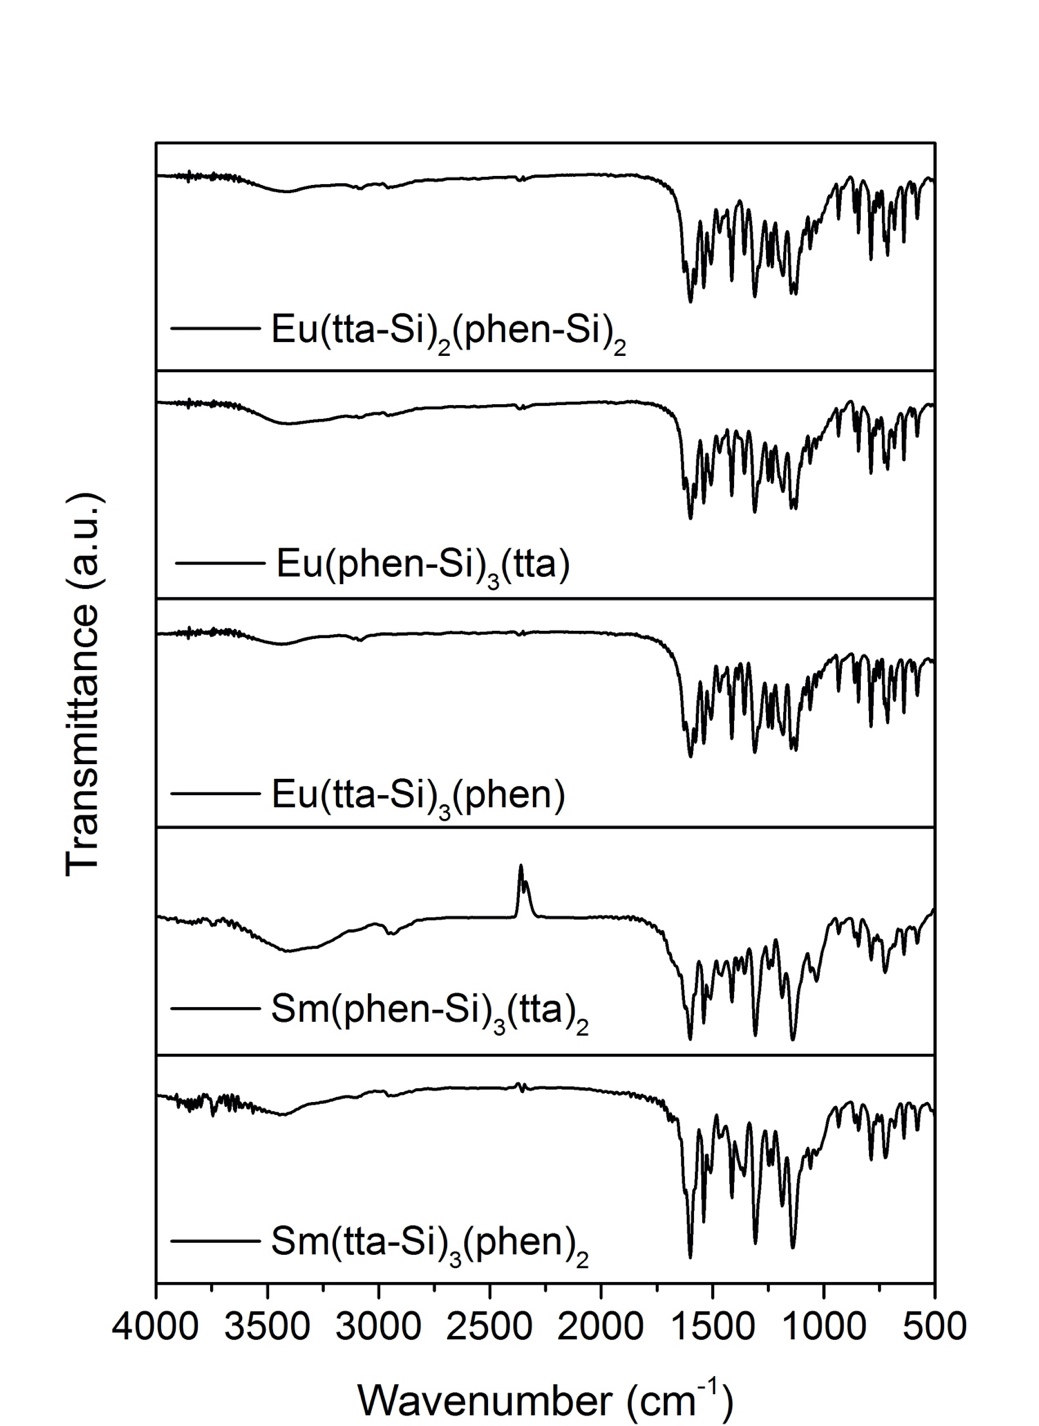 Eu(tta-Si)₂(phen-Si)₂
Eu(phen-Si)₃(tta)
Eu(tta-Si)₃(phen)
Sm(phen-Si)₃(tta)₂
Sm(tta-Si)₃(phen)₂
Transmittance (a.u.)
4000 3500 3000 2500 2000 1500 1000 500
Wavenumber (cm⁻¹)